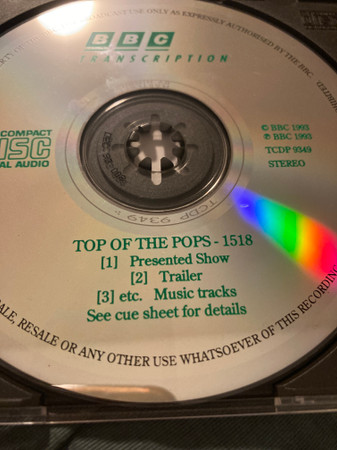 BBC
TRANSCRIPTION
COMPACT
DISC
AL AUDIO
© BBC 1993
℗ BBC 1993
TCDP 9349
STEREO
TCDP 9349
TOP OF THE POPS - 1518
[1] Presented Show
[2] Trailer
[3] etc. Music tracks
See cue sheet for details
CAST USE ONLY AS EXPRESSLY AUTHORISED BY THE BBC.
ALE, RESALE OR ANY OTHER USE WHATSOEVER OF THIS RECORDING